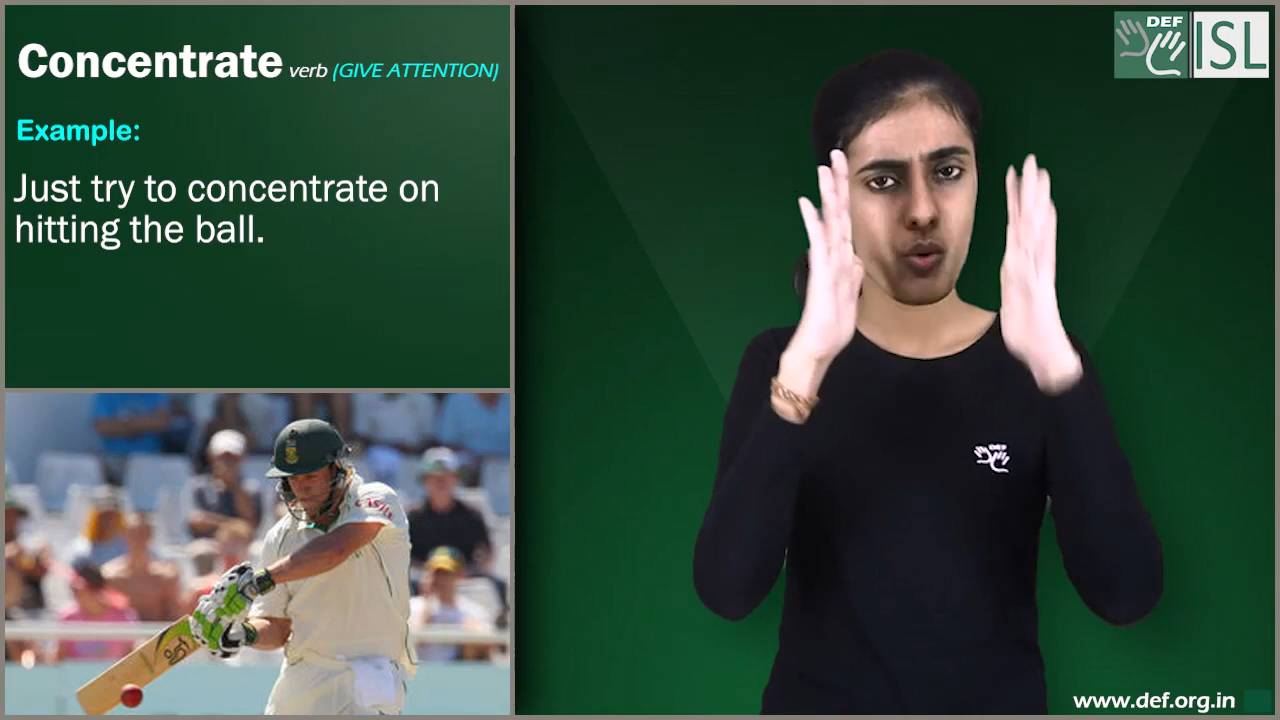 Concentrate verb (GIVE ATTENTION)
Example:
Just try to concentrate on
hitting the ball.
DEF
ISL
DEF
Castle
www.def.org.in